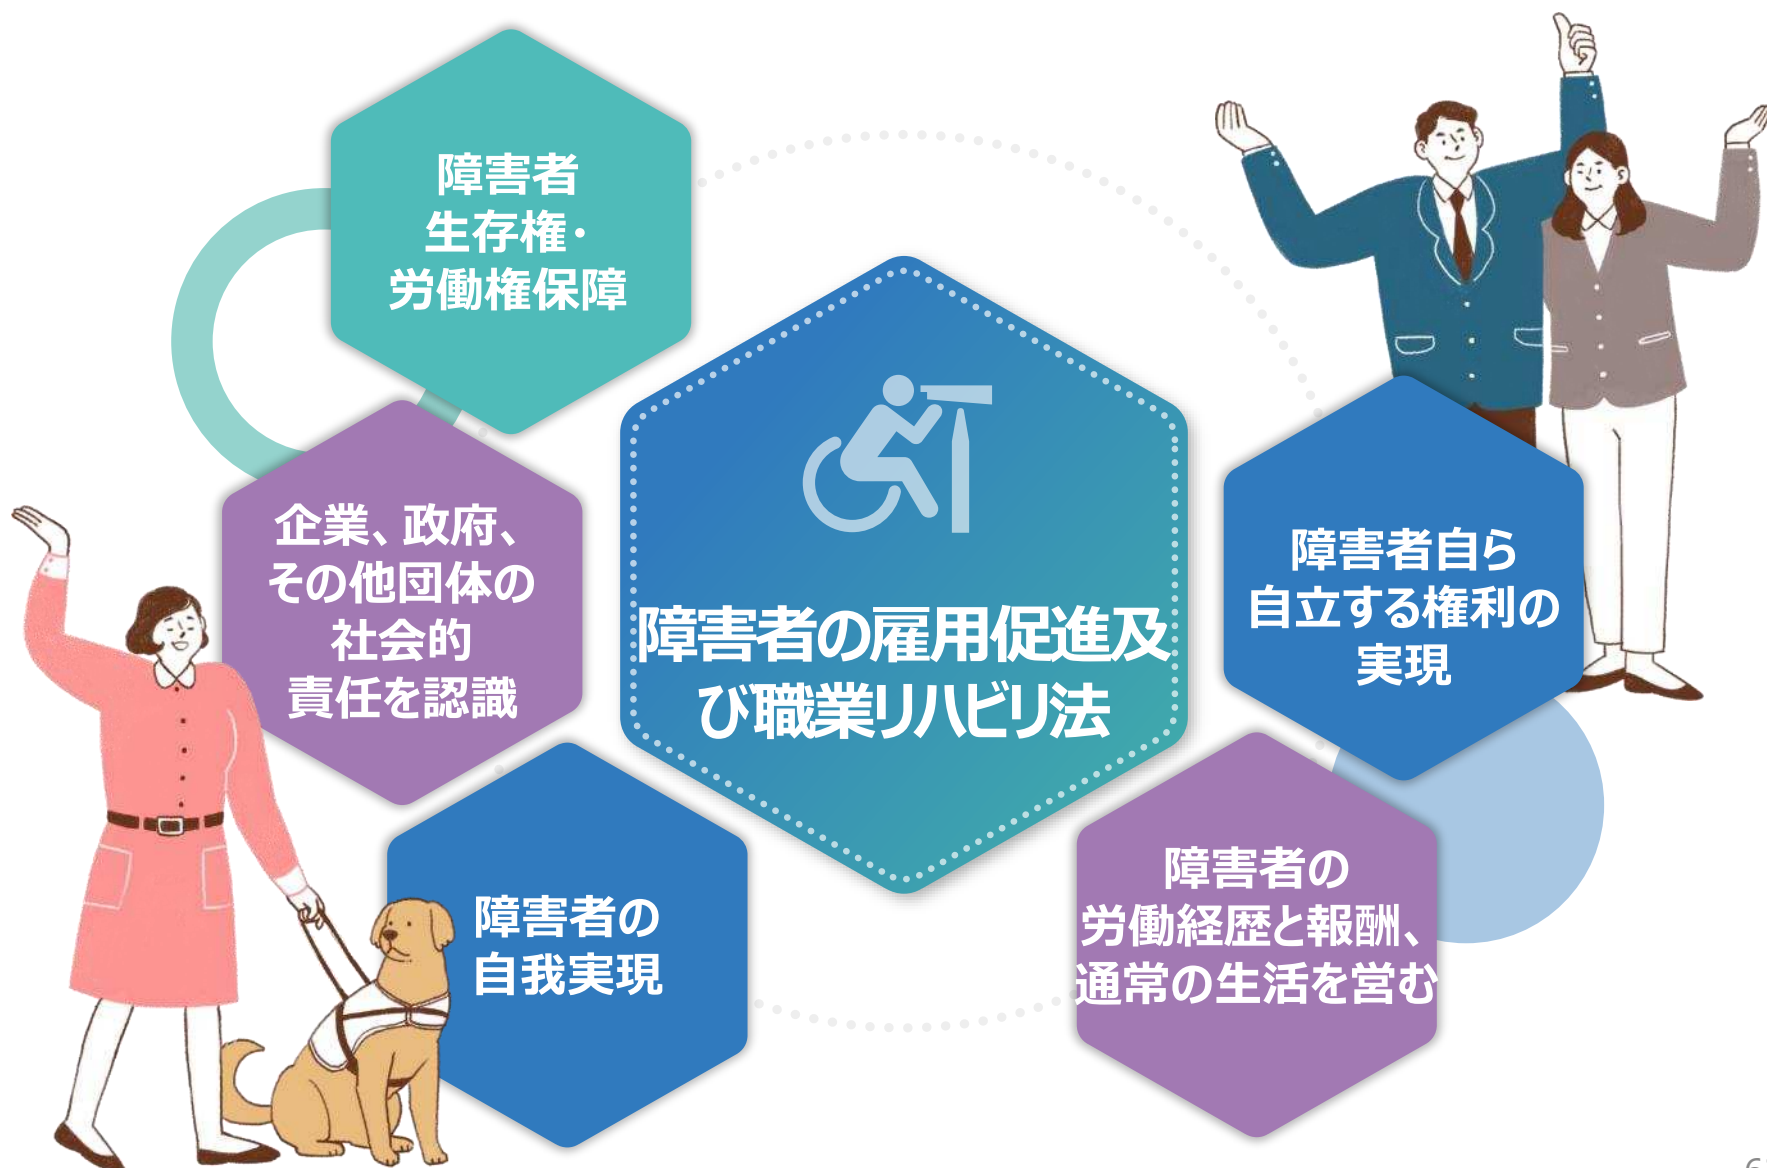 障害者
生存権・
労働権保障
企業、政府、
その他団体の
社会的
責任を認識
障害者の
自我実現
障害者の雇用促進及
び職業リハビリ法
障害者自ら
自立する権利の
実現
障害者の
労働経歴と報酬、
通常の生活を営む